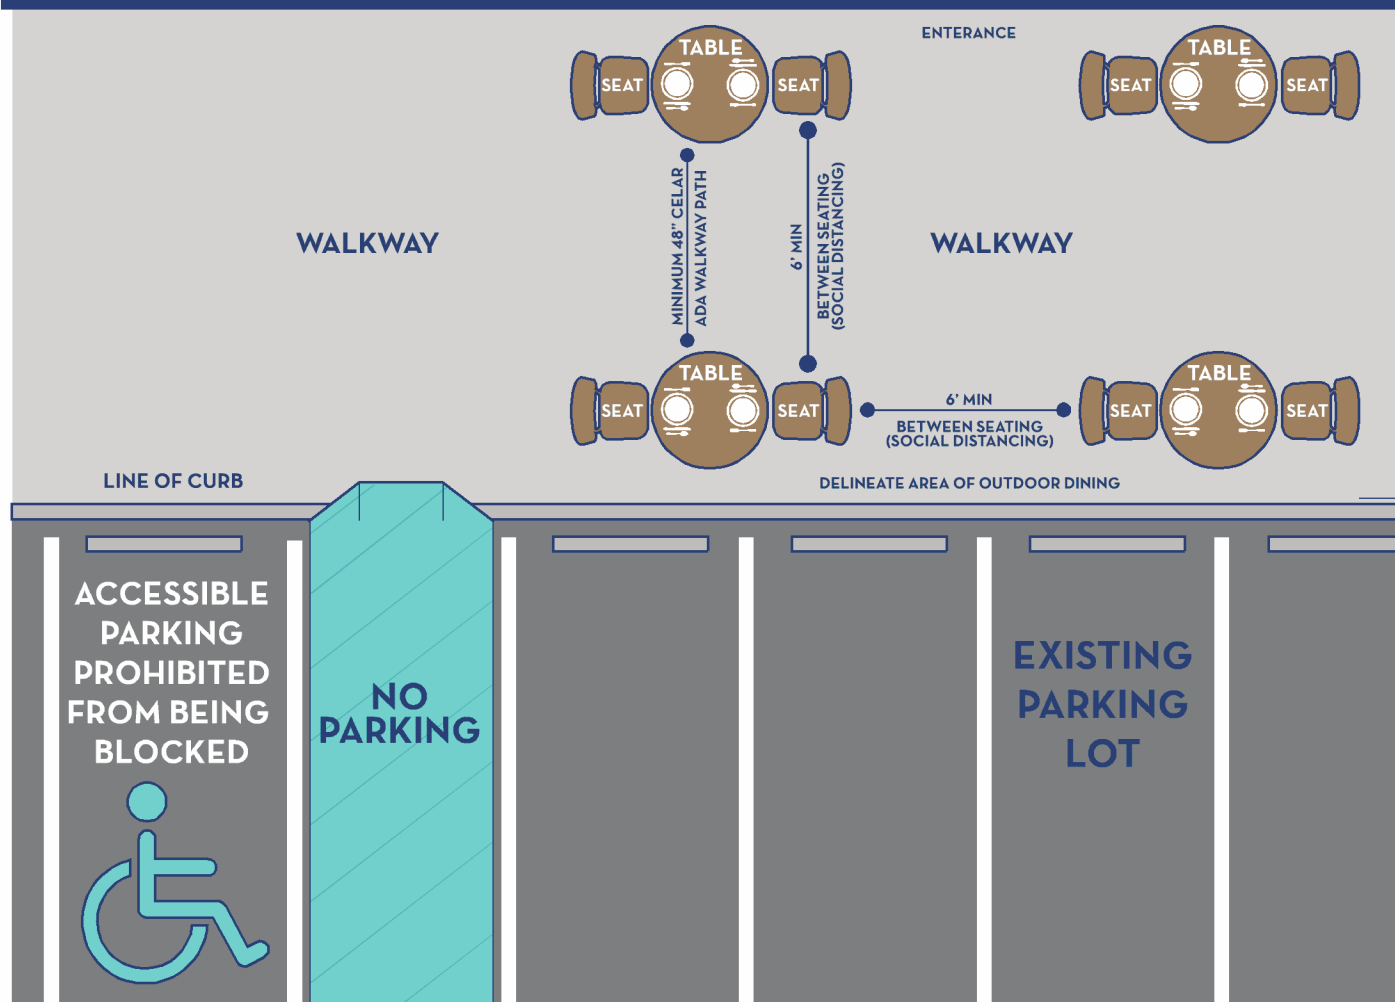 ENTERANCE
TABLE
SEAT
SEAT
TABLE
SEAT
SEAT
WALKWAY
MINIMUM 48" CELAR
ADA WALKWAY PATH
6' MIN
BETWEEN SEATING
(SOCIAL DISTANCING)
WALKWAY
TABLE
SEAT
SEAT
6' MIN
BETWEEN SEATING
(SOCIAL DISTANCING)
TABLE
SEAT
SEAT
LINE OF CURB
DELINEATE AREA OF OUTDOOR DINING
ACCESSIBLE
PARKING
PROHIBITED
FROM BEING
BLOCKED
NO
PARKING
EXISTING
PARKING
LOT